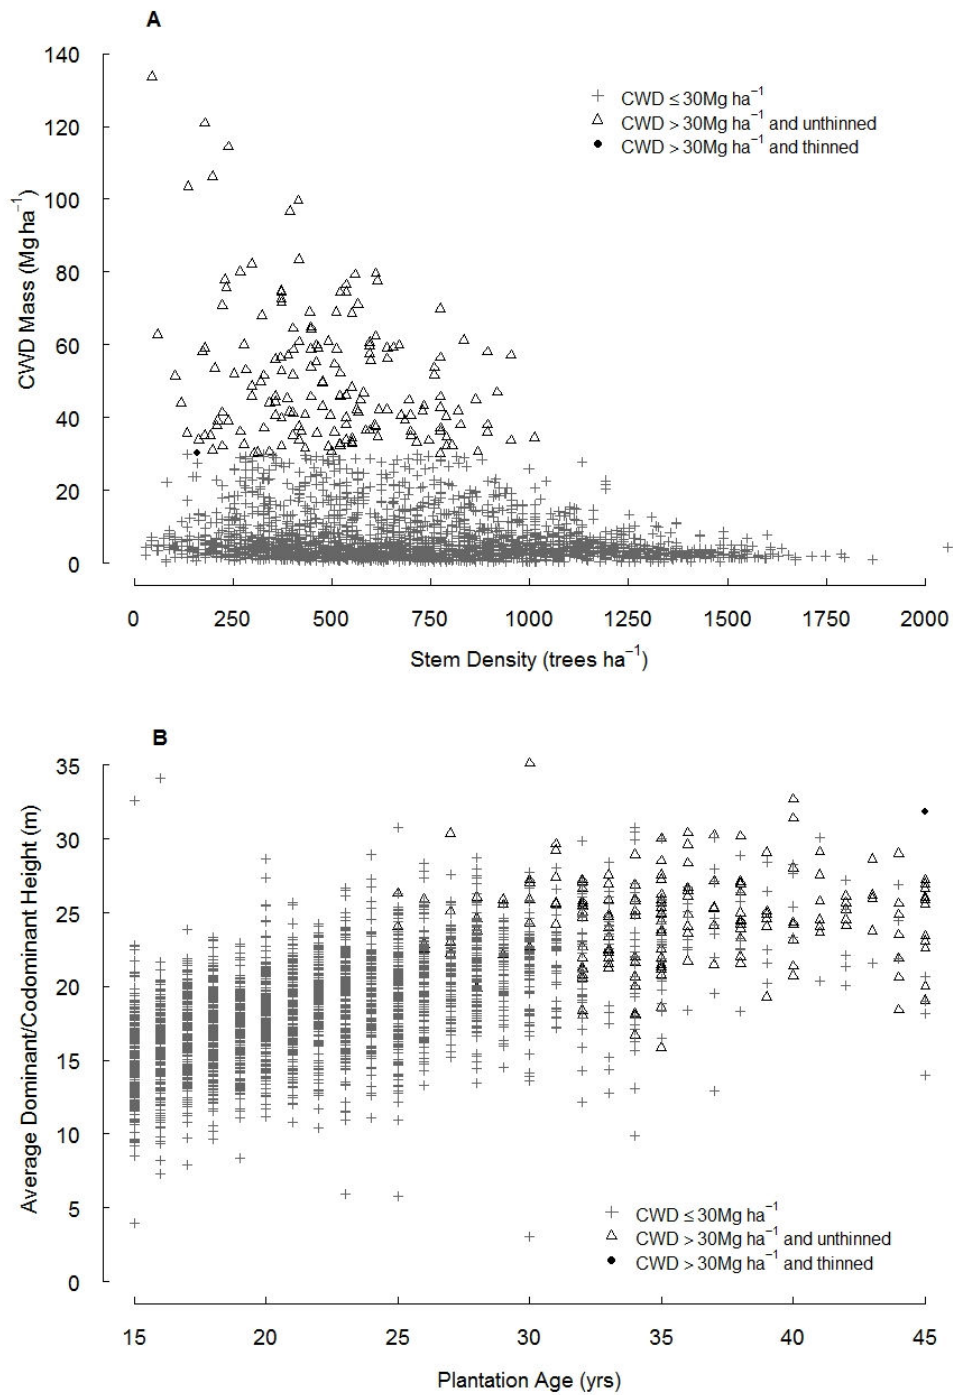 A
140
120
100
80
60
40
20
0
CWD Mass (Mg ha⁻¹)
CWD ≤ 30Mg ha⁻¹
CWD > 30Mg ha⁻¹ and unthinned
CWD > 30Mg ha⁻¹ and thinned
0 250 500 750 1000 1250 1500 1750 2000
Stem Density (trees ha⁻¹)
B
35
30
25
20
15
10
5
0
Average Dominant/Codominant Height (m)
CWD ≤ 30Mg ha⁻¹
CWD > 30Mg ha⁻¹ and unthinned
CWD > 30Mg ha⁻¹ and thinned
15 20 25 30 35 40 45
Plantation Age (yrs)